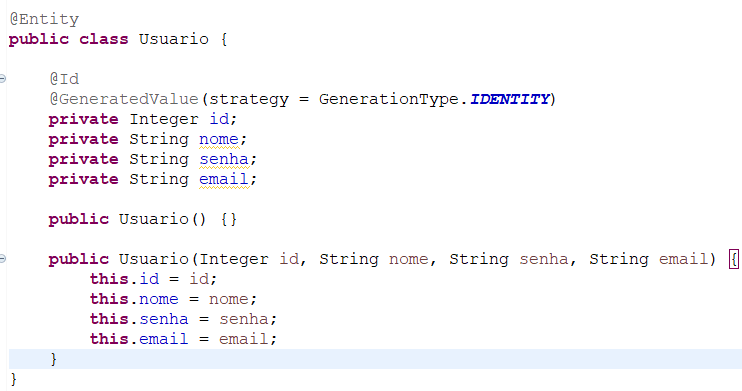 @Entity
public class Usuario {
@Id
@GeneratedValue(strategy = GenerationType.IDENTITY)
private Integer id;
private String nome;
private String senha;
private String email;
public Usuario() {}
public Usuario(Integer id, String nome, String senha, String email) {
this.id = id;
this.nome = nome;
this.senha = senha;
this.email = email;
}
}